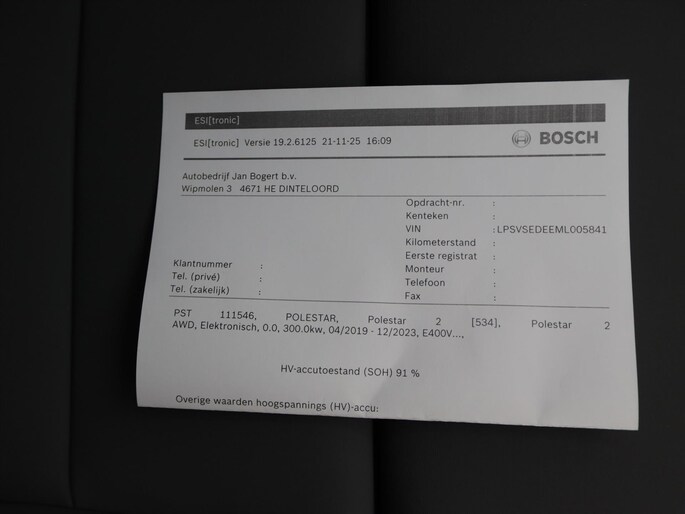 ESI[tronic]
ESI[tronic] Versie 19.2.6125 21-11-25 16:09
BOSCH
Autobedrijf Jan Bogert b.v.
Wipmolen 3 4671 HE DINTELOORD
Opdracht-nr. :
Kenteken :
VIN :LPSVSEDEEML005841
Kilometerstand :
Eerste registrat :
Klantnummer :
Monteur :
Tel. (privé) :
Telefoon :
Tel. (zakelijk) :
Fax :
PST 111546, POLESTAR, Polestar 2 [534], Polestar 2
AWD, Elektronisch, 0.0, 300.0kw, 04/2019 - 12/2023, E400V...,
HV-accutoestand (SOH) 91 %
Overige waarden hoogspannings (HV)-accu: